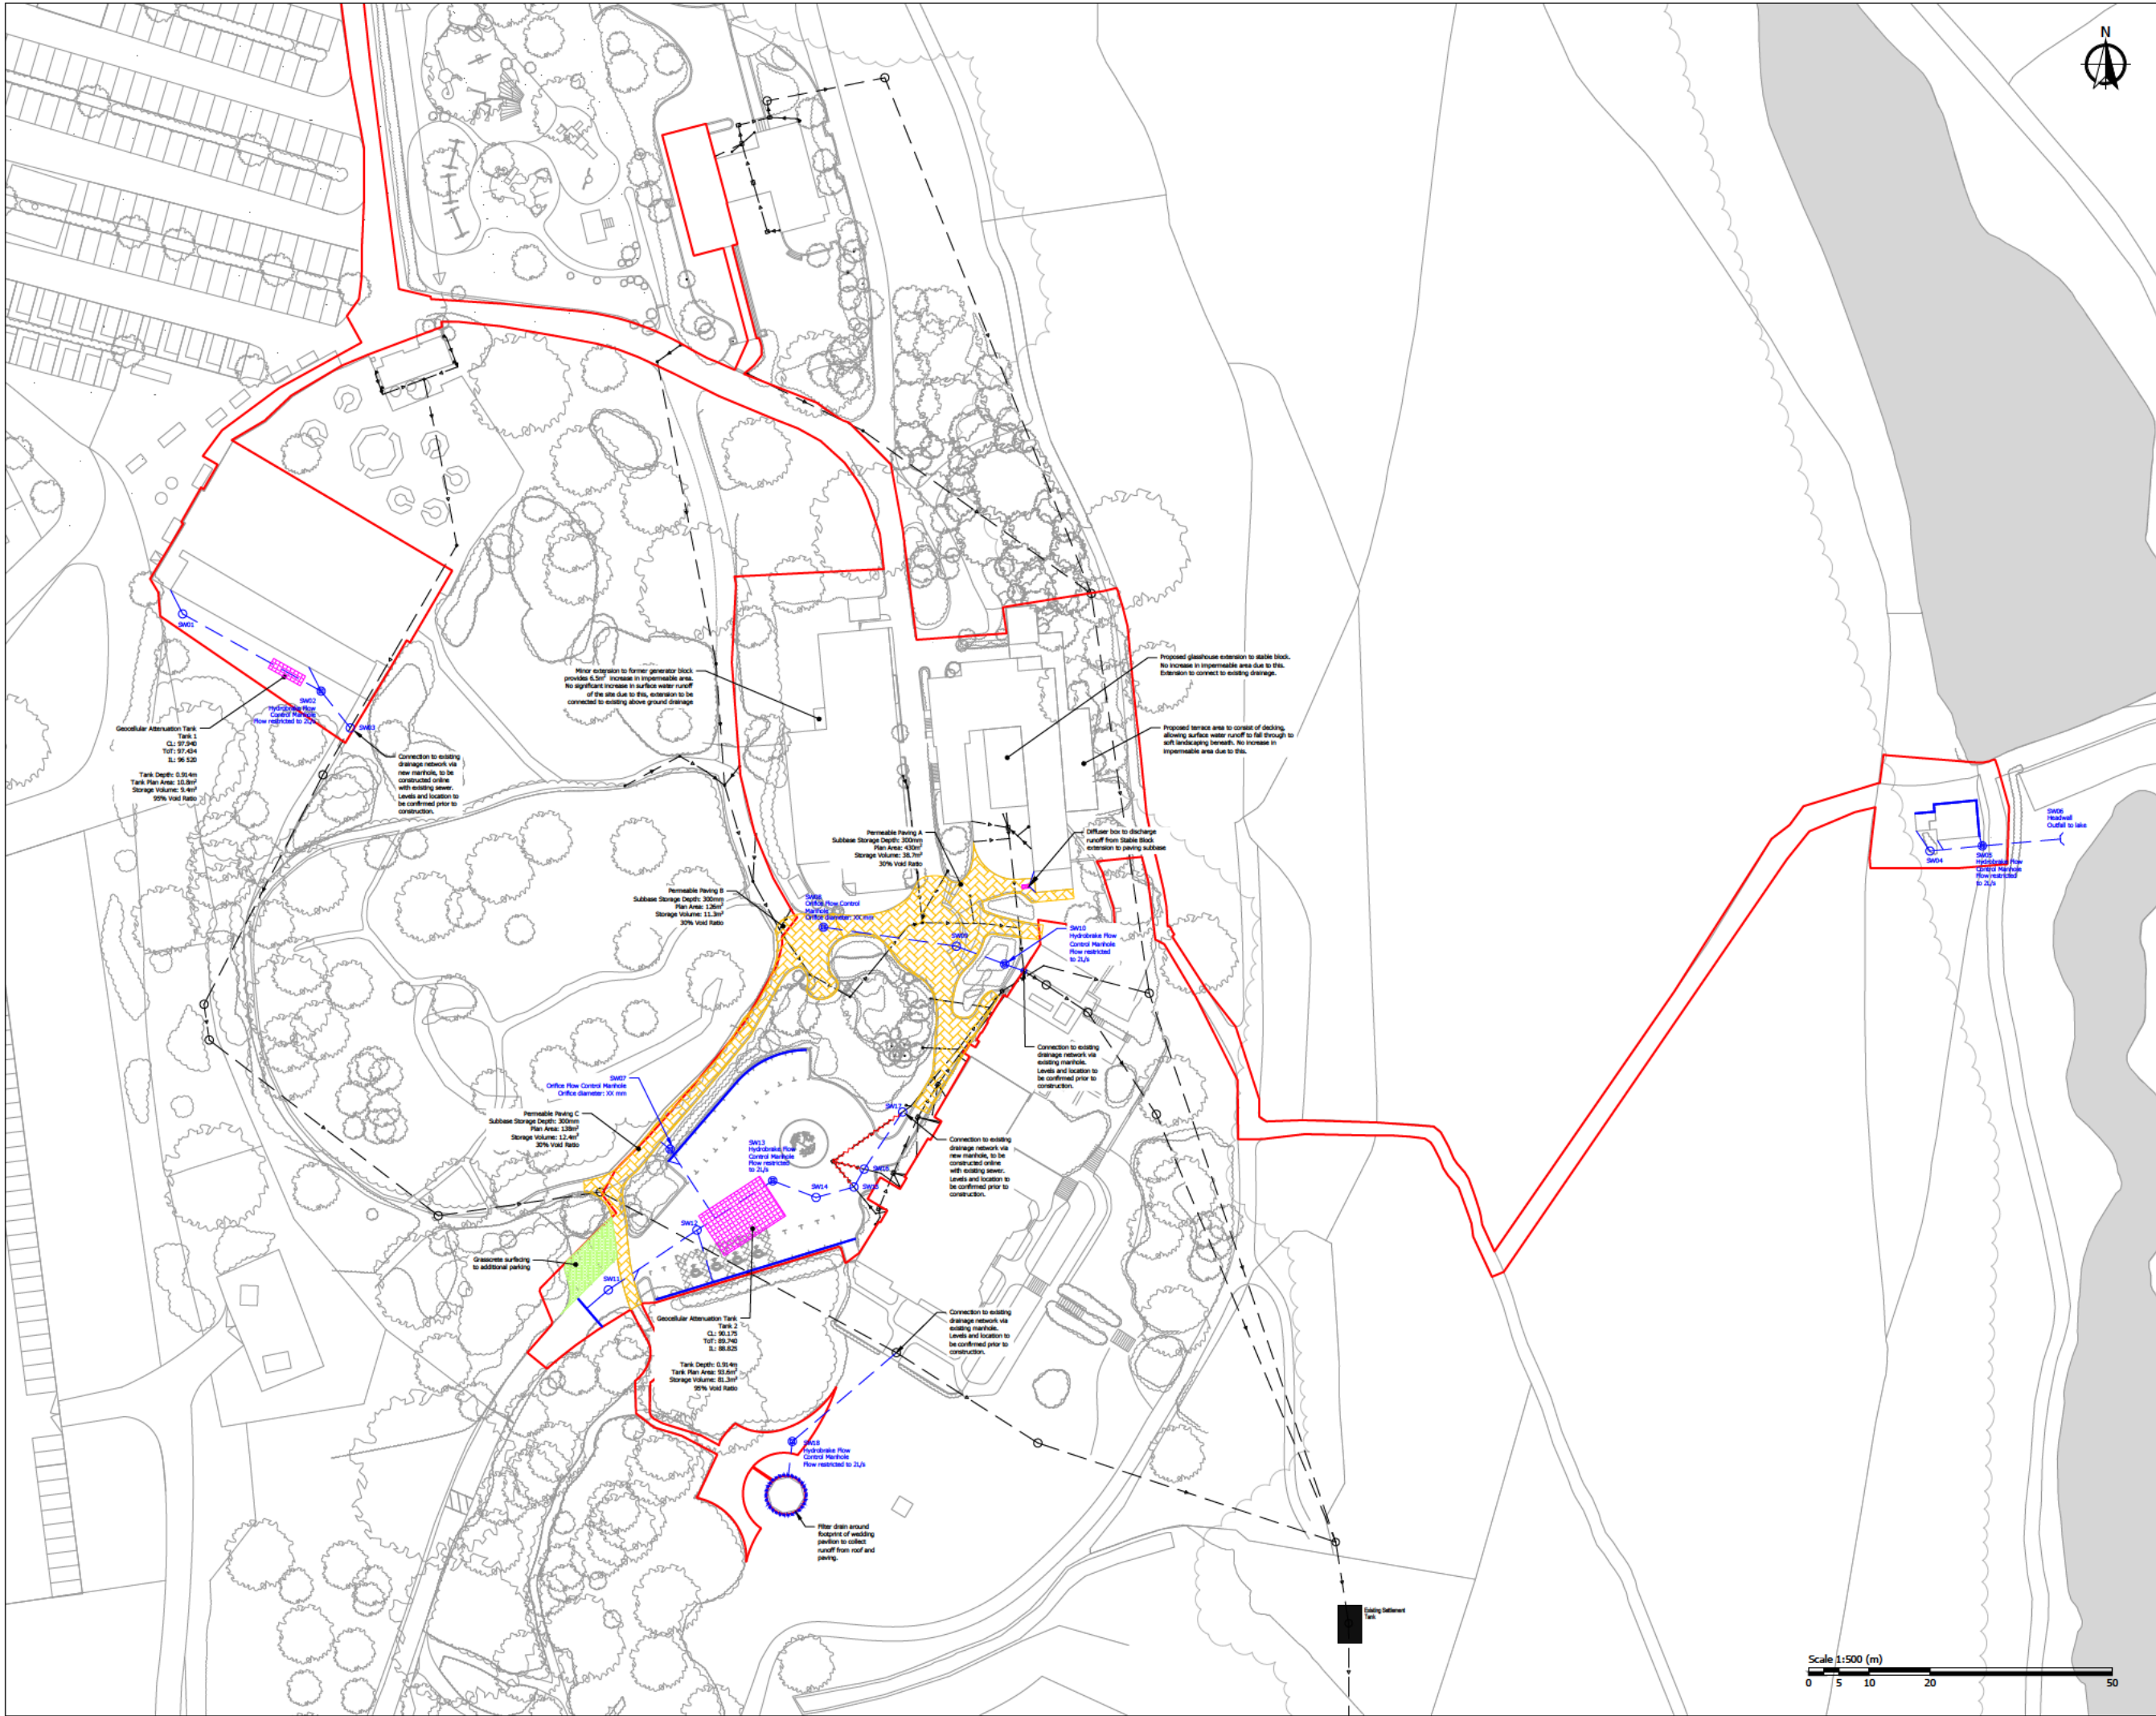 N
Minor extension to former generator block
provides 6.5m² increase in impermeable area.
No significant increase in surface water runoff
of the site due to this, extension to be
connected to existing above ground drainage
Proposed glasshouse extension to stable block.
No increase in impermeable area due to this.
Extension to connect to existing drainage.
Proposed terrace area to consist of decking,
allowing surface water runoff to fall through to
soft landscaping beneath. No increase in
impermeable area due to this.
SW01
SW02
Hydrobrake Flow
Control Manhole
Flow restricted to 2L/s
SW03
Geocellular Attenuation Tank
Tank 1
CL: 97.940
ToT: 97.434
IL: 96.520
Tank Depth: 0.914m
Tank Plan Area: 10.8m²
Storage Volume: 9.4m³
95% Void Ratio
Connection to existing
drainage network via
new manhole, to be
constructed online
with existing sewer.
Levels and location to
be confirmed prior to
construction.
Permeable Paving A
Subbase Storage Depth: 300mm
Plan Area: 430m²
Storage Volume: 38.7m³
30% Void Ratio
Diffuser box to discharge
runoff from Stable Block
extension to paving subbase
SW04
SW05
Hydrobrake Flow
Control Manhole
Flow restricted
to 2L/s
SW06
Headwall
Outfall to lake
Permeable Paving B
Subbase Storage Depth: 300mm
Plan Area: 126m²
Storage Volume: 11.3m³
30% Void Ratio
SW08
Orifice Flow Control
Manhole
Orifice diameter: XX mm
SW09
SW10
Hydrobrake Flow
Control Manhole
Flow restricted
to 2L/s
Connection to existing
drainage network via
existing manhole.
Levels and location to
be confirmed prior to
construction.
SW07
Orifice Flow Control Manhole
Orifice diameter: XX mm
Permeable Paving C
Subbase Storage Depth: 300mm
Plan Area: 138m²
Storage Volume: 12.4m³
30% Void Ratio
SW13
Hydrobrake Flow
Control Manhole
Flow restricted
to 2L/s
SW17
SW16
SW15
SW14
SW12
SW11
Connection to existing
drainage network via
new manhole, to be
constructed online
with existing sewer.
Levels and location to
be confirmed prior to
construction.
Grasscrete surfacing
to additional parking
Geocellular Attenuation Tank
Tank 2
CL: 90.175
ToT: 89.740
IL: 88.825
Tank Depth: 0.914m
Tank Plan Area: 93.6m²
Storage Volume: 81.3m³
95% Void Ratio
Connection to existing
drainage network via
existing manhole.
Levels and location to
be confirmed prior to
construction.
SW18
Hydrobrake Flow
Control Manhole
Flow restricted to 2L/s
Filter drain around
footprint of wedding
pavilion to collect
runoff from roof and
paving.
Existing Settlement
Tank
Scale 1:500 (m)
0 5 10 20 50